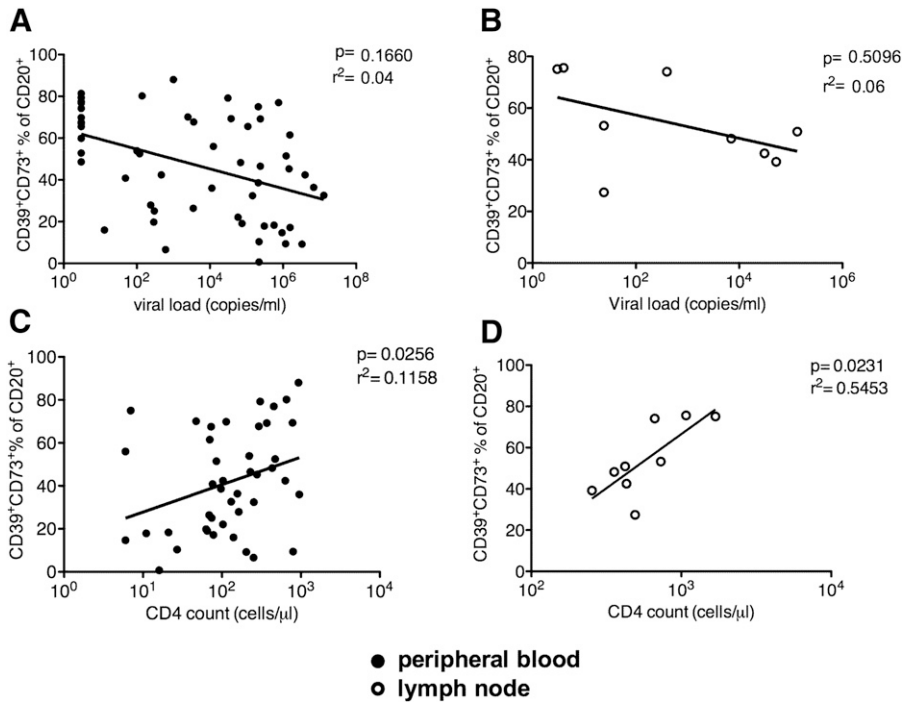 A
p= 0.1660
r²= 0.04
CD39⁺CD73⁺ % of CD20⁺
100
80
60
40
20
0
10⁰ 10² 10⁴ 10⁶ 10⁸
viral load (copies/ml)
B
p= 0.5096
r²= 0.06
CD39⁺CD73⁺ % of CD20⁺
80
60
40
20
0
10⁰ 10² 10⁴ 10⁶
Viral load (copies/ml)
C
p= 0.0256
r²= 0.1158
CD39⁺CD73⁺% of CD20⁺
100
80
60
40
20
0
10⁰ 10¹ 10² 10³ 10⁴
CD4 count (cells/µl)
D
p= 0.0231
r²= 0.5453
CD39⁺CD73⁺% of CD20⁺
100
80
60
40
20
0
10² 10³ 10⁴
CD4 count (cells/µl)
peripheral blood
lymph node